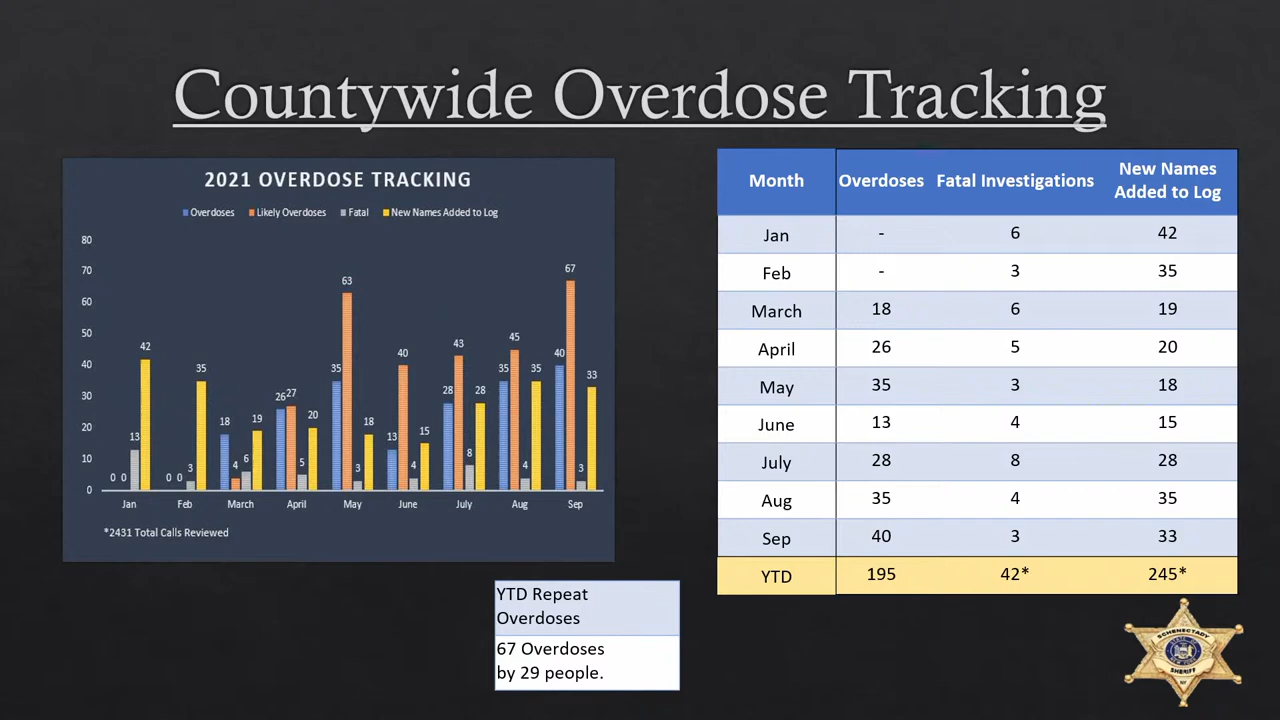 Countywide Overdose Tracking
2021 OVERDOSE TRACKING
Overdoses Likely Overdoses Fatal New Names Added to Log
80
70
60
50
40
30
20
10
0
0 0 13 42
0 0 3 35
18 4 6 19
26 27 5 20
35 63 3 18
13 40 4 15
28 43 8 28
35 45 4 35
40 67 3 33
Jan Feb March April May June July Aug Sep
*2431 Total Calls Reviewed
Month Overdoses Fatal Investigations New Names
Added to Log
Jan - 6 42
Feb - 3 35
March 18 6 19
April 26 5 20
May 35 3 18
June 13 4 15
July 28 8 28
Aug 35 4 35
Sep 40 3 33
YTD 195 42* 245*
YTD Repeat
Overdoses
67 Overdoses
by 29 people.
SCHENECTADY
SHERIFF
NY